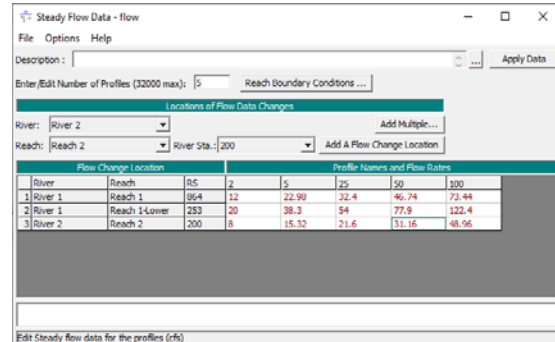 Steady Flow Data - flow
File Options Help
Description : ... Apply Data
Enter/Edit Number of Profiles (32000 max): 5 Reach Boundary Conditions ...
Locations of Flow Data Changes
River: River 2 Add Multiple...
Reach: Reach 2 River Sta.: 200 Add A Flow Change Location
Flow Change Location Profile Names and Flow Rates
River Reach RS 2 5 25 50 100
1 River 1 Reach 1 864 12 22.98 32.4 46.74 73.44
2 River 1 Reach 1-Lower 253 20 38.3 54 77.9 122.4
3 River 2 Reach 2 200 8 15.32 21.6 31.16 48.96
Edit Steady flow data for the profiles (cfs)